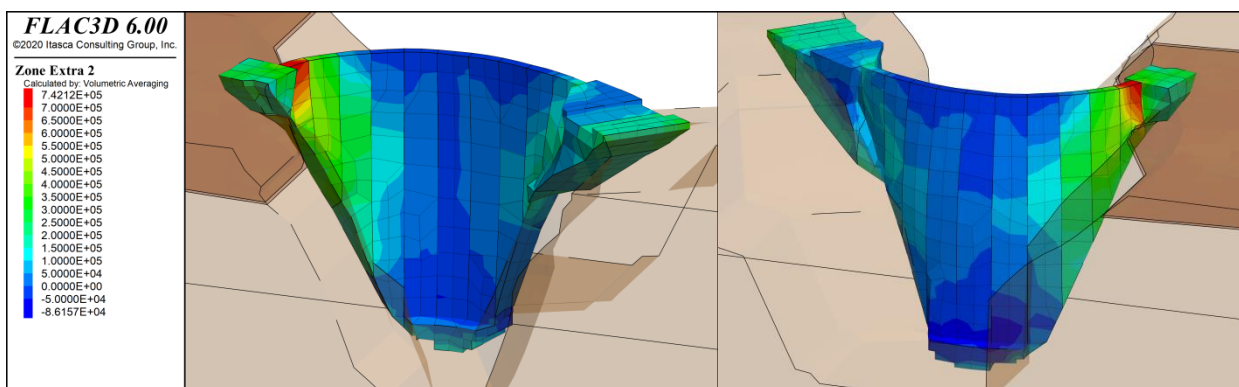 FLAC3D 6.00
©2020 Itasca Consulting Group, Inc.
Zone Extra 2
Calculated by: Volumetric Averaging
7.4212E+05
7.0000E+05
6.5000E+05
6.0000E+05
5.5000E+05
5.0000E+05
4.5000E+05
4.0000E+05
3.5000E+05
3.0000E+05
2.5000E+05
2.0000E+05
1.5000E+05
1.0000E+05
5.0000E+04
0.0000E+00
-5.0000E+04
-8.6157E+04